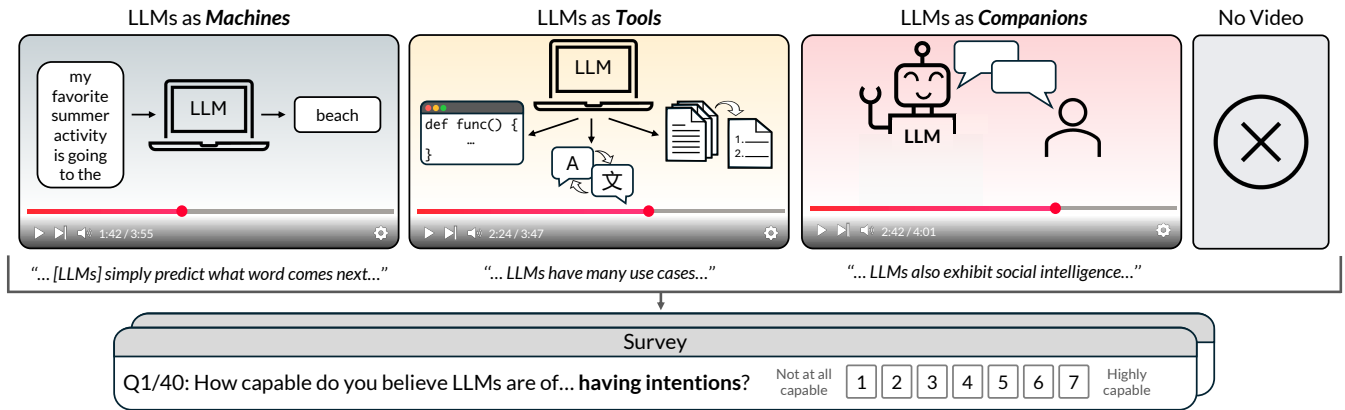 LLMs as Machines
my
favorite
summer
activity
is going
to the
LLM
beach
1:42 / 3:55
"... [LLMs] simply predict what word comes next..."
LLMs as Tools
LLM
def func() {
...
}
A
文
1.
2.
2:24 / 3:47
"... LLMs have many use cases..."
LLMs as Companions
LLM
2:42 / 4:01
"... LLMs also exhibit social intelligence..."
No Video
Survey
Q1/40: How capable do you believe LLMs are of... having intentions?
Not at all
capable
1 2 3 4 5 6 7
Highly
capable